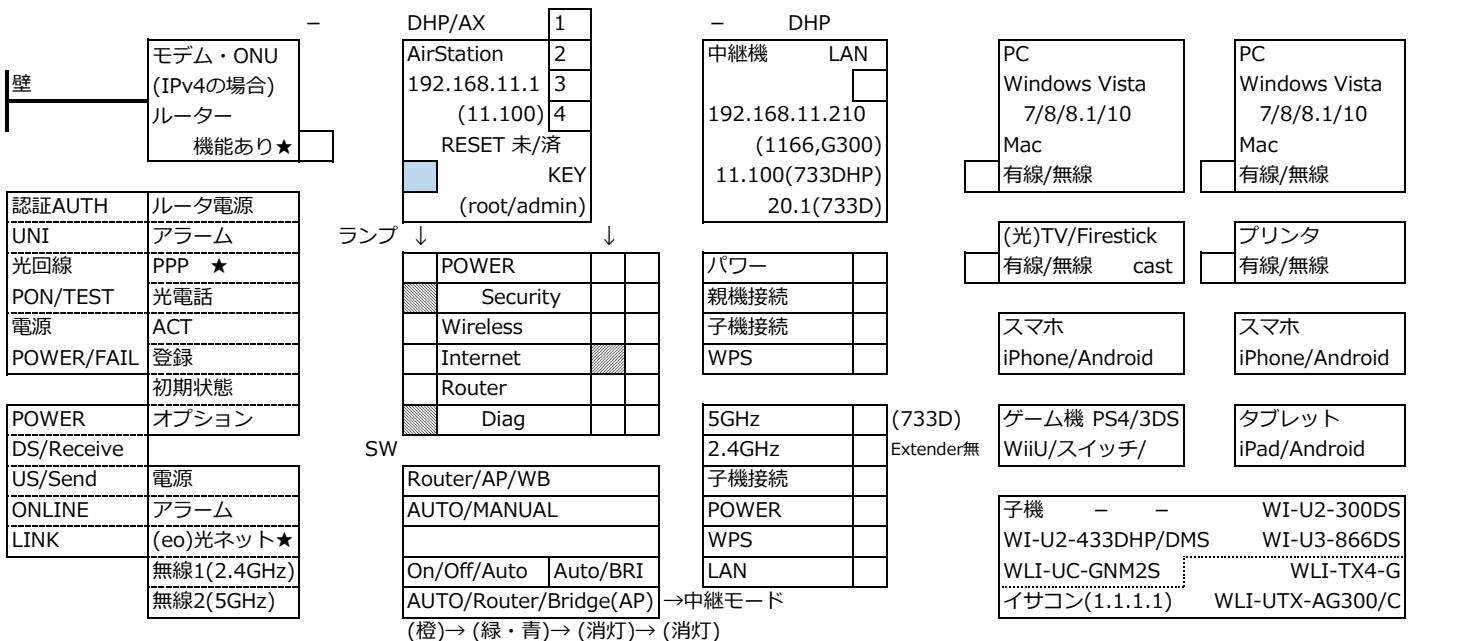 壁
モデム・ONU
(IPv4の場合)
ルーター
機能あり★
－ DHP/AX
AirStation
192.168.11.1
(11.100)
1
2
3
4
RESET 未/済
KEY
(root/admin)
－ DHP
中継機 LAN
192.168.11.210
(1166,G300)
11.100(733DHP)
20.1(733D)
PC
Windows Vista
7/8/8.1/10
Mac
有線/無線
PC
Windows Vista
7/8/8.1/10
Mac
有線/無線
認証AUTH
UNI
光回線
PON/TEST
電源
POWER/FAIL
ルータ電源
アラーム
PPP ★
光電話
ACT
登録
初期状態
オプション
POWER
DS/Receive
US/Send
ONLINE
LINK
電源
アラーム
(eo)光ネット★
無線1(2.4GHz)
無線2(5GHz)
ランプ ↓ ↓
POWER
Security
Wireless
Internet
Router
Diag
SW
Router/AP/WB
AUTO/MANUAL
On/Off/Auto Auto/BRI
AUTO/Router/Bridge(AP) →中継モード
(橙)→ (緑・青)→ (消灯)→ (消灯)
パワー
親機接続
子機接続
WPS
5GHz (733D)
2.4GHz Extender無
子機接続
POWER
WPS
LAN
(光)TV/Firestick
有線/無線 cast
プリンタ
有線/無線
スマホ
iPhone/Android
スマホ
iPhone/Android
ゲーム機 PS4/3DS
WiiU/スイッチ/
タブレット
iPad/Android
子機 － － WI-U2-300DS
WI-U2-433DHP/DMS WI-U3-866DS
WLI-UC-GNM2S WLI-TX4-G
イサコン(1.1.1.1) WLI-UTX-AG300/C